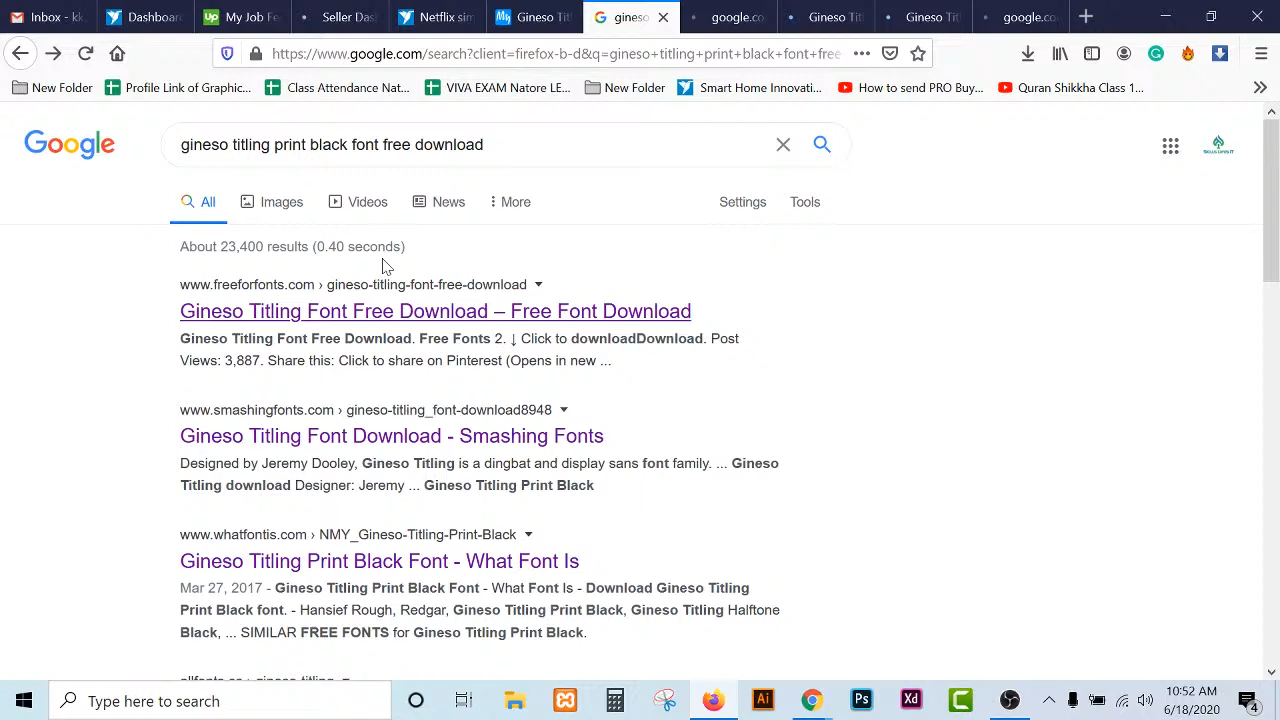 Inbox - kk
Dashboard
My Job Fe
Seller Dash
Netflix sim
Gineso Titl
gineso
google.co
Gineso Tit
Gineso Tit
google.co
https://www.google.com/search?client=firefox-b-d&q=gineso+titling+print+black+font+free
New Folder
Profile Link of Graphic...
Class Attendance Nat...
VIVA EXAM Natore LE...
New Folder
Smart Home Innovati...
How to send PRO Buy...
Quran Shikkha Class 1...
Google
gineso titling print black font free download
All
Images
Videos
News
More
Settings
Tools
About 23,400 results (0.40 seconds)
www.freeforfonts.com › gineso-titling-font-free-download
Gineso Titling Font Free Download – Free Font Download
Gineso Titling Font Free Download. Free Fonts 2. ↓ Click to downloadDownload. Post
Views: 3,887. Share this: Click to share on Pinterest (Opens in new ...
www.smashingfonts.com › gineso-titling_font-download8948
Gineso Titling Font Download - Smashing Fonts
Designed by Jeremy Dooley, Gineso Titling is a dingbat and display sans font family. ... Gineso
Titling download Designer: Jeremy ... Gineso Titling Print Black
www.whatfontis.com › NMY_Gineso-Titling-Print-Black
Gineso Titling Print Black Font - What Font Is
Mar 27, 2017 - Gineso Titling Print Black Font - What Font Is - Download Gineso Titling
Print Black font. - Hansief Rough, Redgar, Gineso Titling Print Black, Gineso Titling Halftone
Black, ... SIMILAR FREE FONTS for Gineso Titling Print Black.
Type here to search
Ai
Ps
Xd
10:52 AM
6/18/2020
4